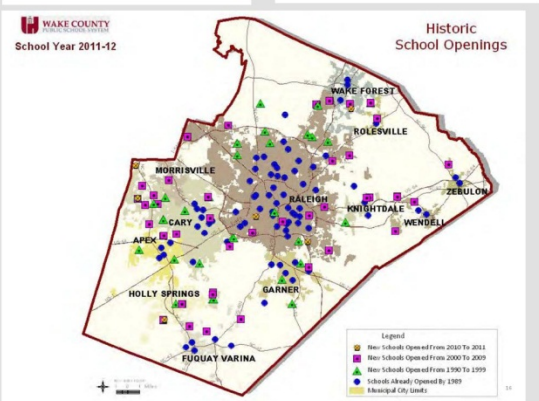 WAKE COUNTY
PUBLIC SCHOOL SYSTEM
School Year 2011-12
Historic
School Openings
WAKE FOREST
ROLESVILLE
MORRISVILLE
RALEIGH
ZEBULON
KNIGHTDALE
CARY
WENDELL
APEX
HOLLY SPRINGS
GARNER
FUQUAY VARINA
Legend
New Schools Opened From 2010 To 2011
New Schools Opened From 2000 To 2009
New Schools Opened From 1990 To 1999
Schools Already Opened By 1989
Municipal City Limits